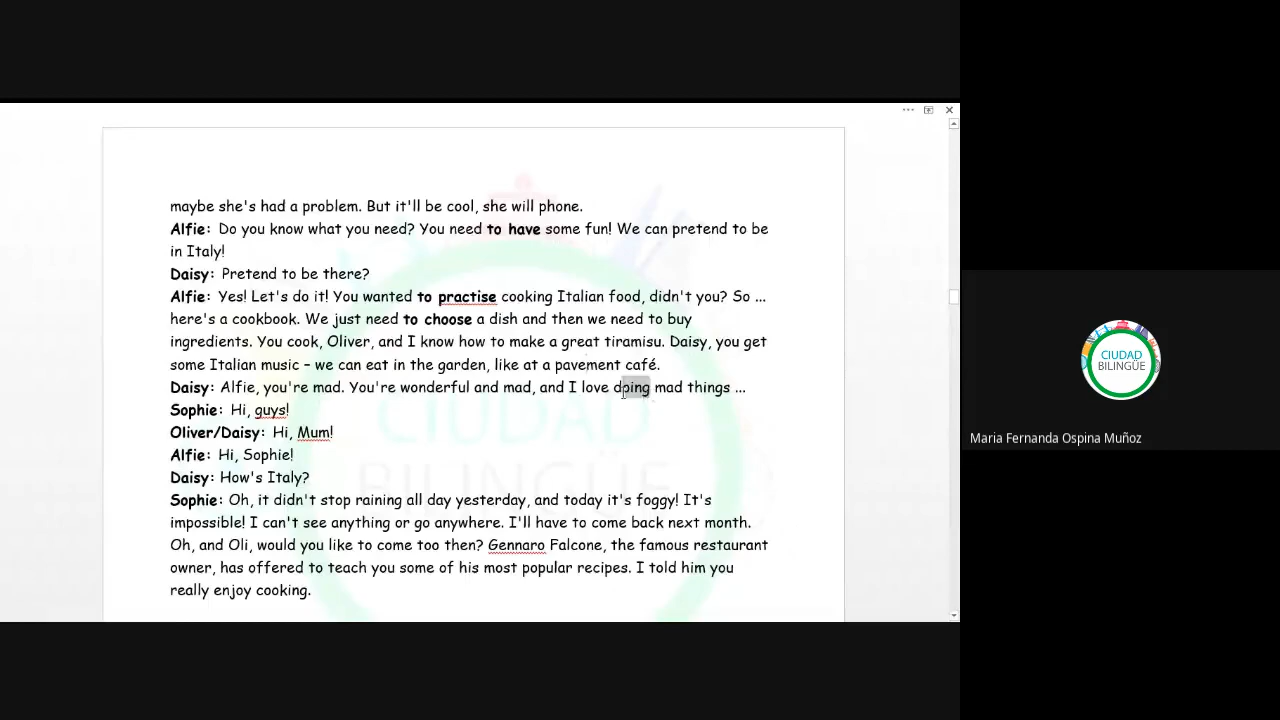 maybe she's had a problem. But it'll be cool, she will phone.
Alfie: Do you know what you need? You need to have some fun! We can pretend to be
in Italy!
Daisy: Pretend to be there?
Alfie: Yes! Let's do it! You wanted to practise cooking Italian food, didn't you? So ...
here's a cookbook. We just need to choose a dish and then we need to buy
ingredients. You cook, Oliver, and I know how to make a great tiramisu. Daisy, you get
some Italian music – we can eat in the garden, like at a pavement café.
Daisy: Alfie, you're mad. You're wonderful and mad, and I love doing mad things ...
Sophie: Hi, guys!
Oliver/Daisy: Hi, Mum!
Alfie: Hi, Sophie!
Daisy: How's Italy?
Sophie: Oh, it didn't stop raining all day yesterday, and today it's foggy! It's
impossible! I can't see anything or go anywhere. I'll have to come back next month.
Oh, and Oli, would you like to come too then? Gennaro Falcone, the famous restaurant
owner, has offered to teach you some of his most popular recipes. I told him you
really enjoy cooking.
CIUDAD
BILINGÜE
CIUDAD
BILINGÜE
Maria Fernanda Ospina Muñoz